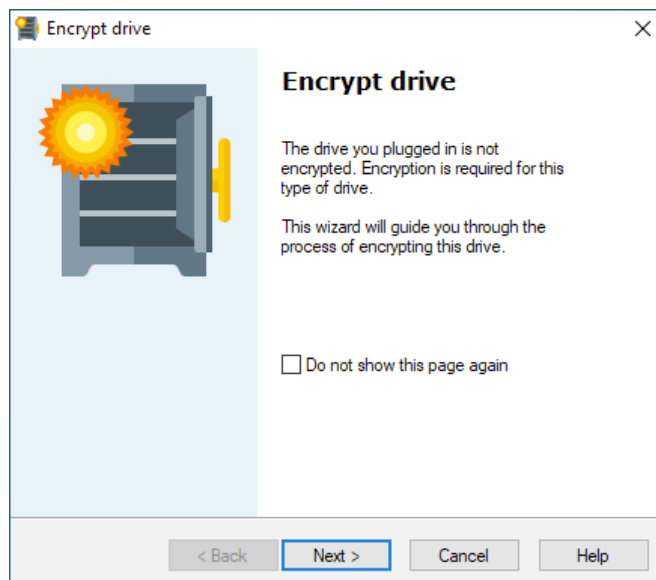 Encrypt drive
Encrypt drive
The drive you plugged in is not
encrypted. Encryption is required for this
type of drive.
This wizard will guide you through the
process of encrypting this drive.
Do not show this page again
< Back
Next >
Cancel
Help